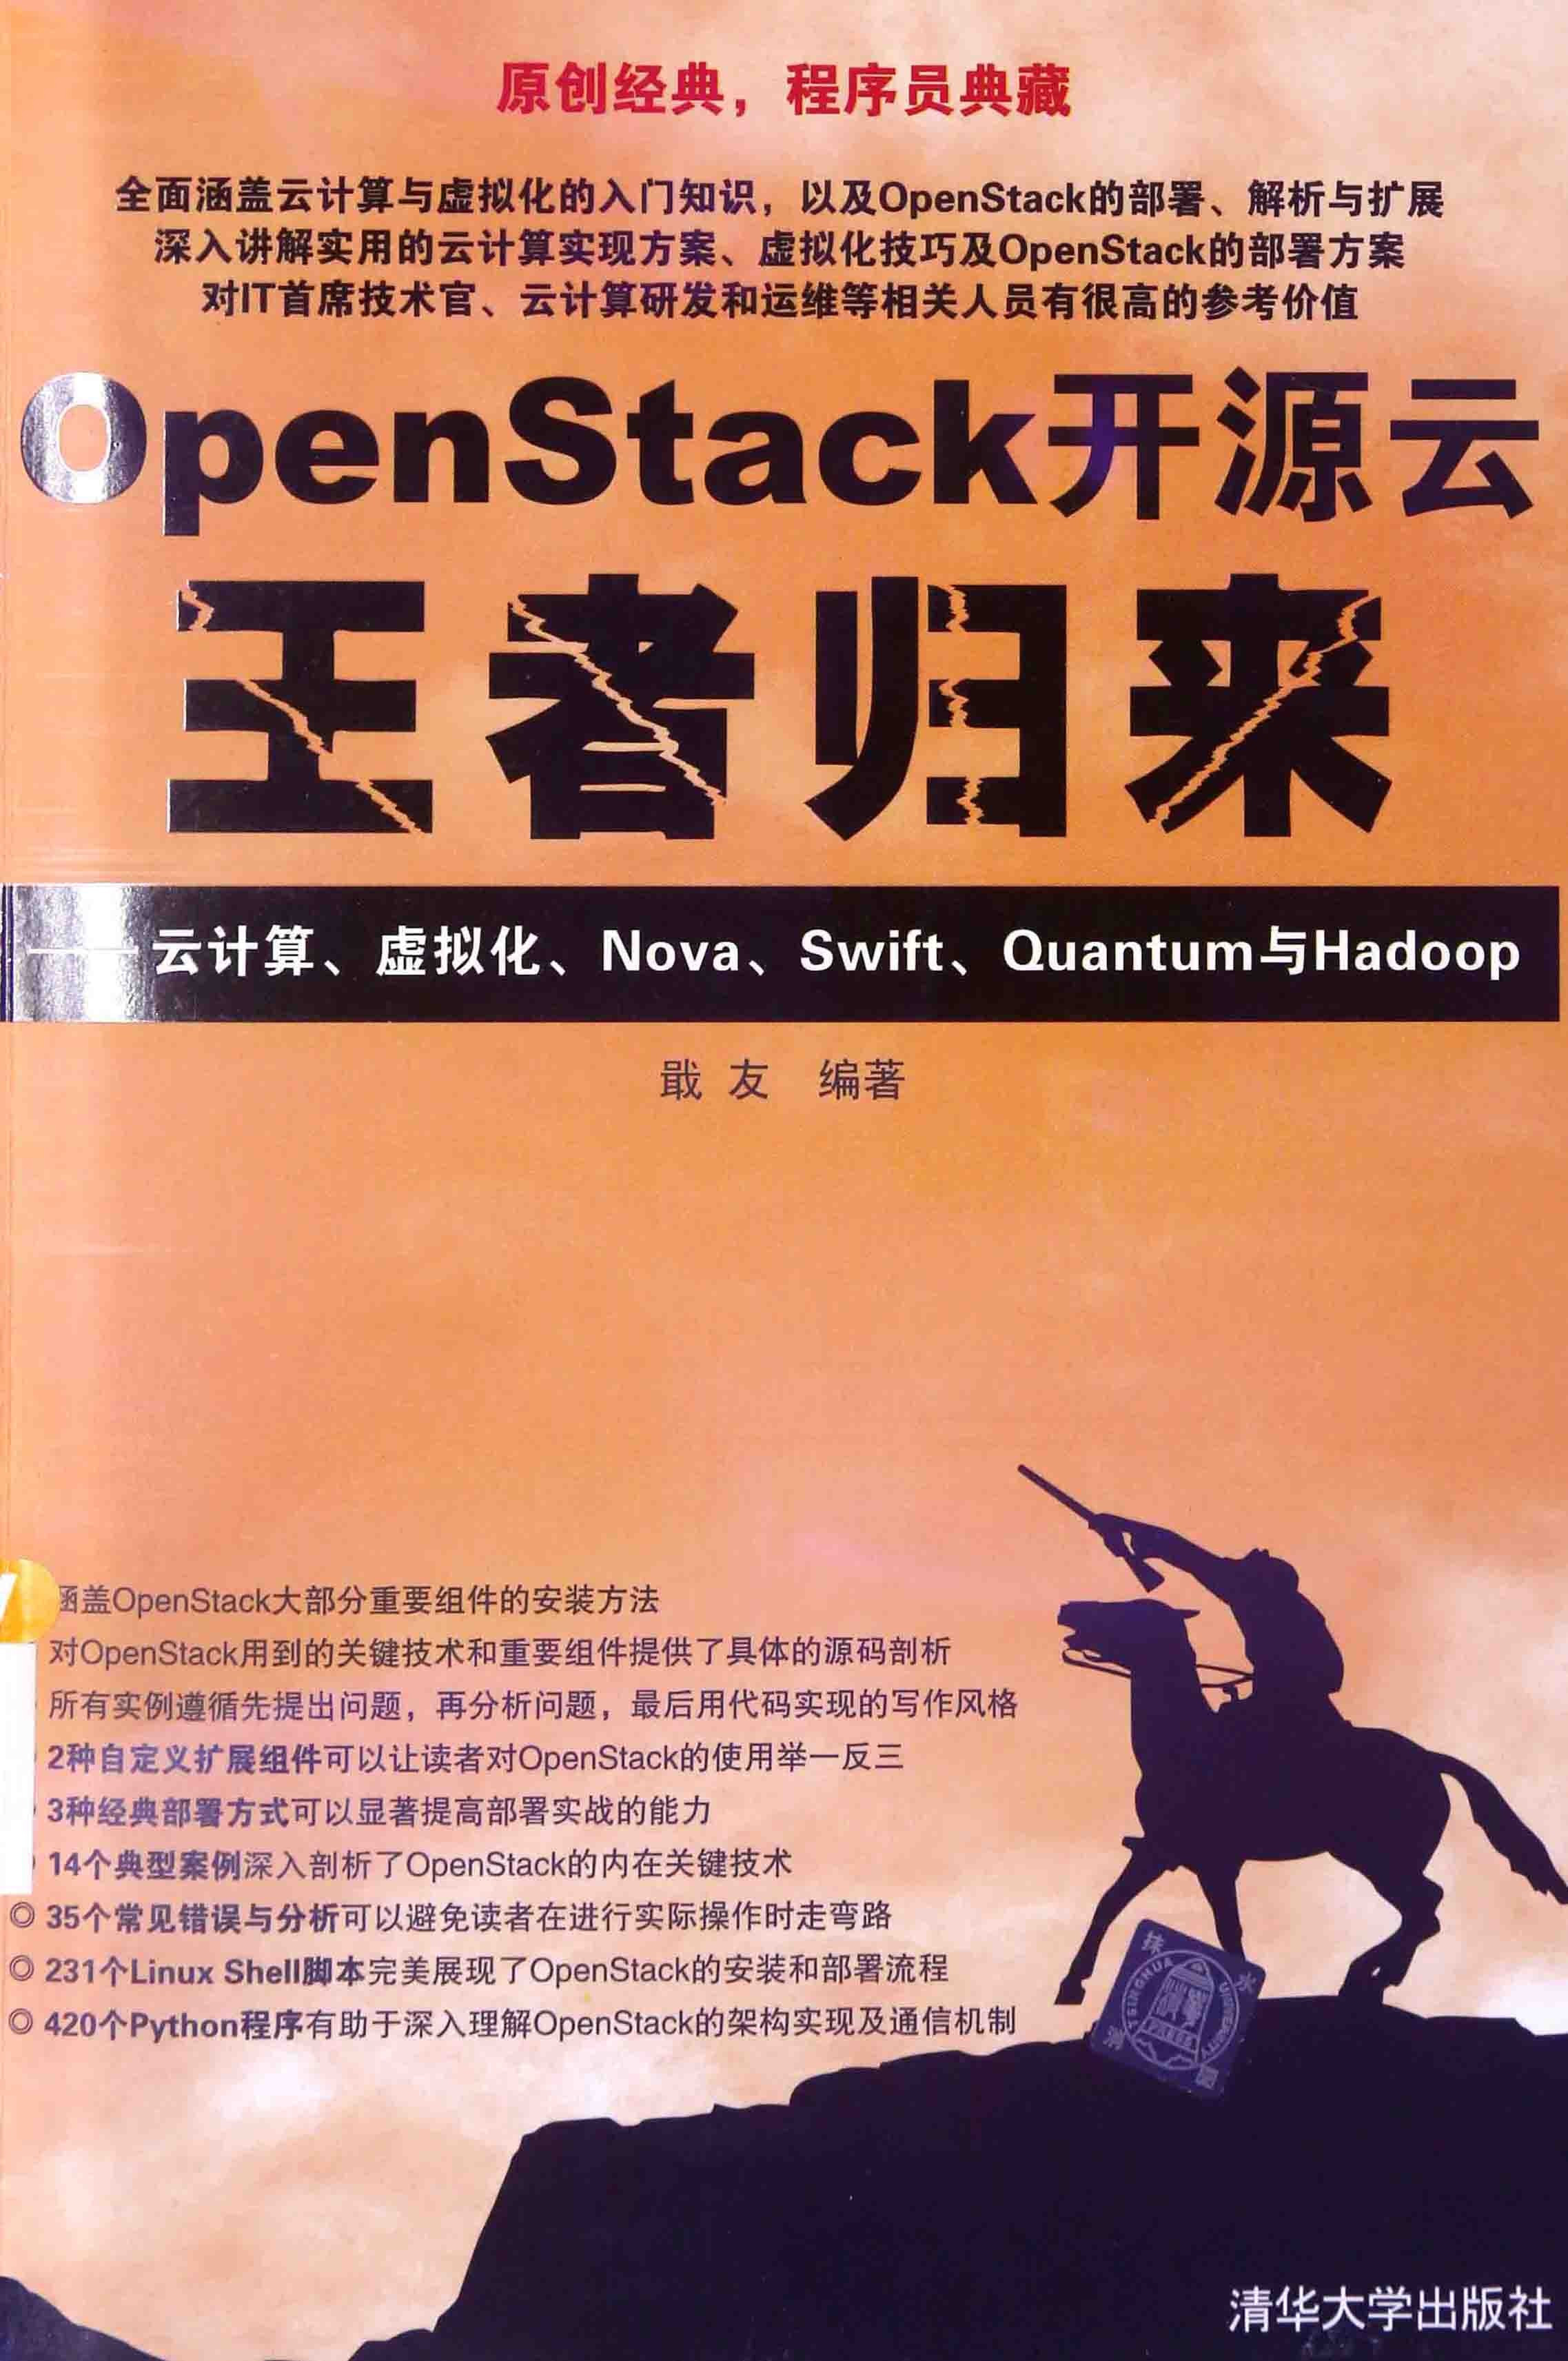 原创经典，程序员典藏
全面涵盖云计算与虚拟化的入门知识，以及OpenStack的部署、解析与扩展
深入讲解实用的云计算实现方案、虚拟化技巧及OpenStack的部署方案
对IT首席技术官、云计算研发和运维等相关人员有很高的参考价值
OpenStack开源云
王者归来
——云计算、虚拟化、Nova、Swift、Quantum与Hadoop
戢友 编著
涵盖OpenStack大部分重要组件的安装方法
对OpenStack用到的关键技术和重要组件提供了具体的源码剖析
所有实例遵循先提出问题，再分析问题，最后用代码实现的写作风格
2种自定义扩展组件可以让读者对OpenStack的使用举一反三
3种经典部署方式可以显著提高部署实战的能力
14个典型案例深入剖析了OpenStack的内在关键技术
◎ 35个常见错误与分析可以避免读者在进行实际操作时走弯路
◎ 231个Linux Shell脚本完美展现了OpenStack的安装和部署流程
◎ 420个Python程序有助于深入理解OpenStack的架构实现及通信机制
TSINGHUA UNIVERSITY
PRESS
清华大学出版社